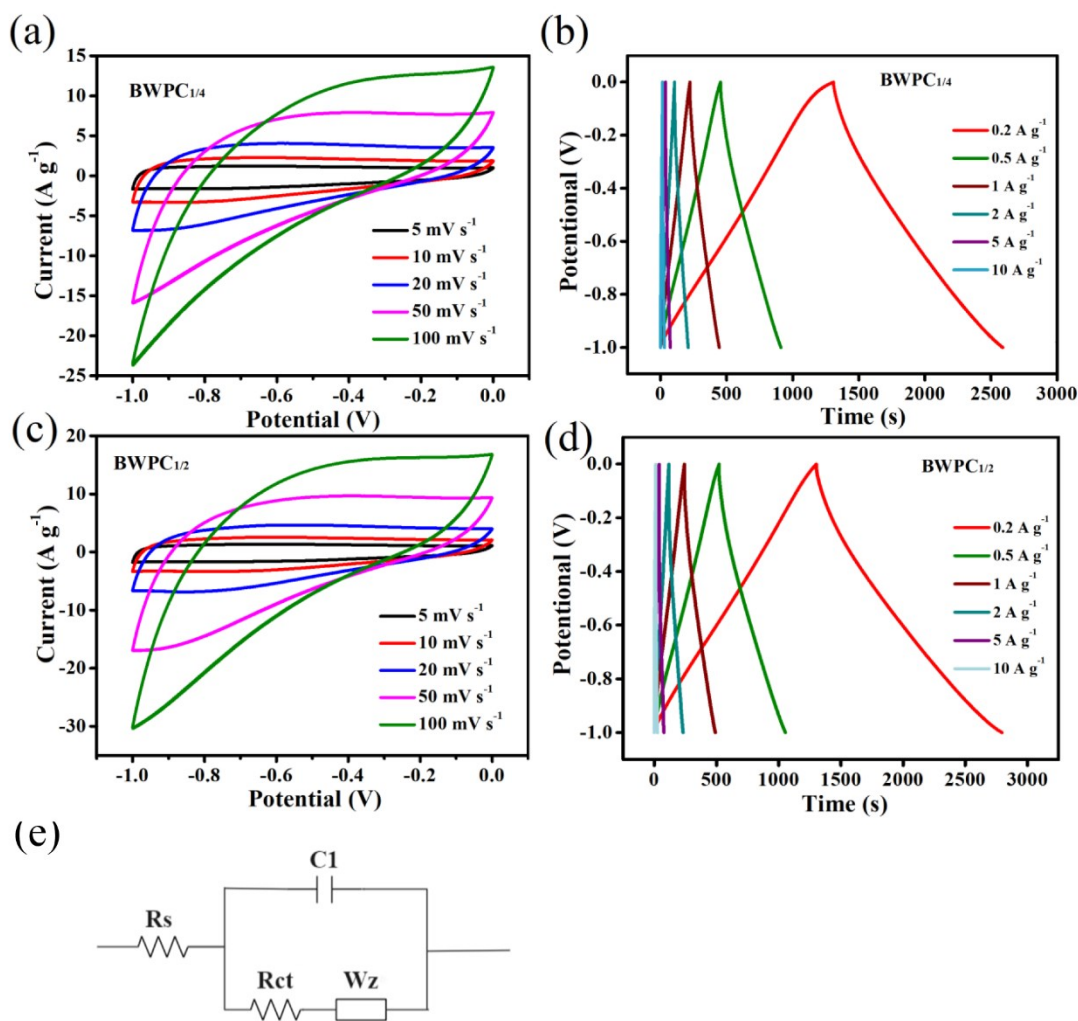 (a)
15
10
5
0
-5
-10
-15
-20
-25
Current (A g⁻¹)
BWPC1/4
5 mV s⁻¹
10 mV s⁻¹
20 mV s⁻¹
50 mV s⁻¹
100 mV s⁻¹
-1.0 -0.8 -0.6 -0.4 -0.2 0.0
Potential (V)
(b)
0.0
-0.2
-0.4
-0.6
-0.8
-1.0
Potentional (V)
BWPC1/4
0.2 A g⁻¹
0.5 A g⁻¹
1 A g⁻¹
2 A g⁻¹
5 A g⁻¹
10 A g⁻¹
0 500 1000 1500 2000 2500 3000
Time (s)
(c)
20
10
0
-10
-20
-30
Current (A g⁻¹)
BWPC1/2
5 mV s⁻¹
10 mV s⁻¹
20 mV s⁻¹
50 mV s⁻¹
100 mV s⁻¹
-1.0 -0.8 -0.6 -0.4 -0.2 0.0
Potential (V)
(d)
0.0
-0.2
-0.4
-0.6
-0.8
-1.0
Potentional (V)
BWPC1/2
0.2 A g⁻¹
0.5 A g⁻¹
1 A g⁻¹
2 A g⁻¹
5 A g⁻¹
10 A g⁻¹
0 500 1000 1500 2000 2500 3000
Time (s)
(e)
C1
Rs
Rct Wz